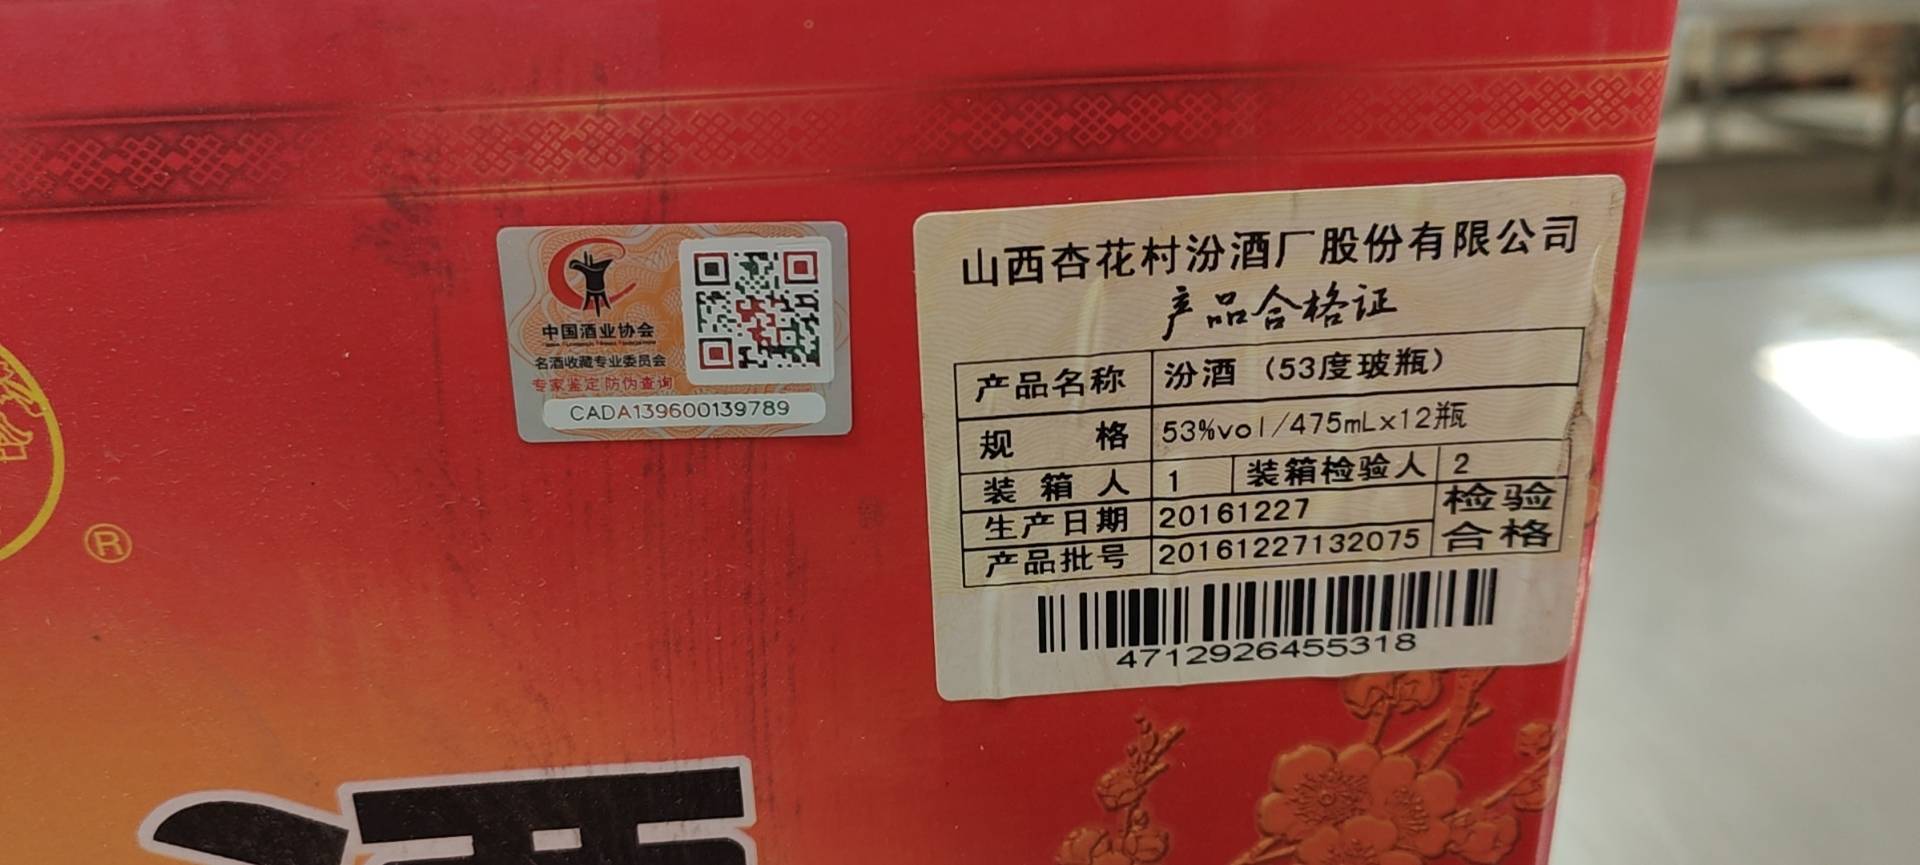 中国酒业协会
名酒收藏专业委员会
专家鉴定 防伪查询
CADA139600139789
®
山西杏花村汾酒厂股份有限公司
产品合格证
产品名称 汾酒（53度玻瓶）
规 格 53%vol/475mL×12瓶
装箱人 1 装箱检验人 2
生产日期 20161227 检验
产品批号 20161227132075 合格
4712926455318
酒